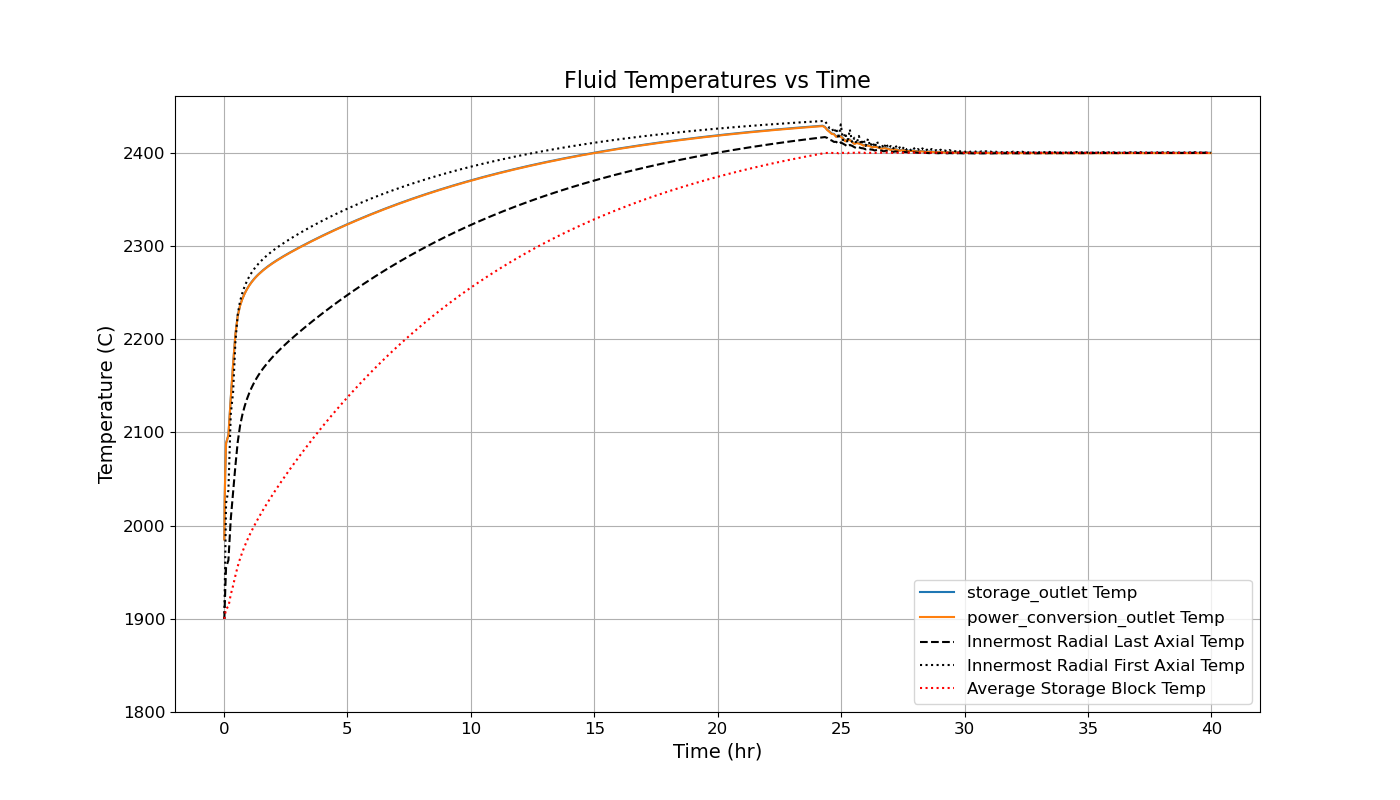 Fluid Temperatures vs Time
Temperature (C)
2400
2300
2200
2100
2000
1900
1800
storage_outlet Temp
power_conversion_outlet Temp
Innermost Radial Last Axial Temp
Innermost Radial First Axial Temp
Average Storage Block Temp
0 5 10 15 20 25 30 35 40
Time (hr)